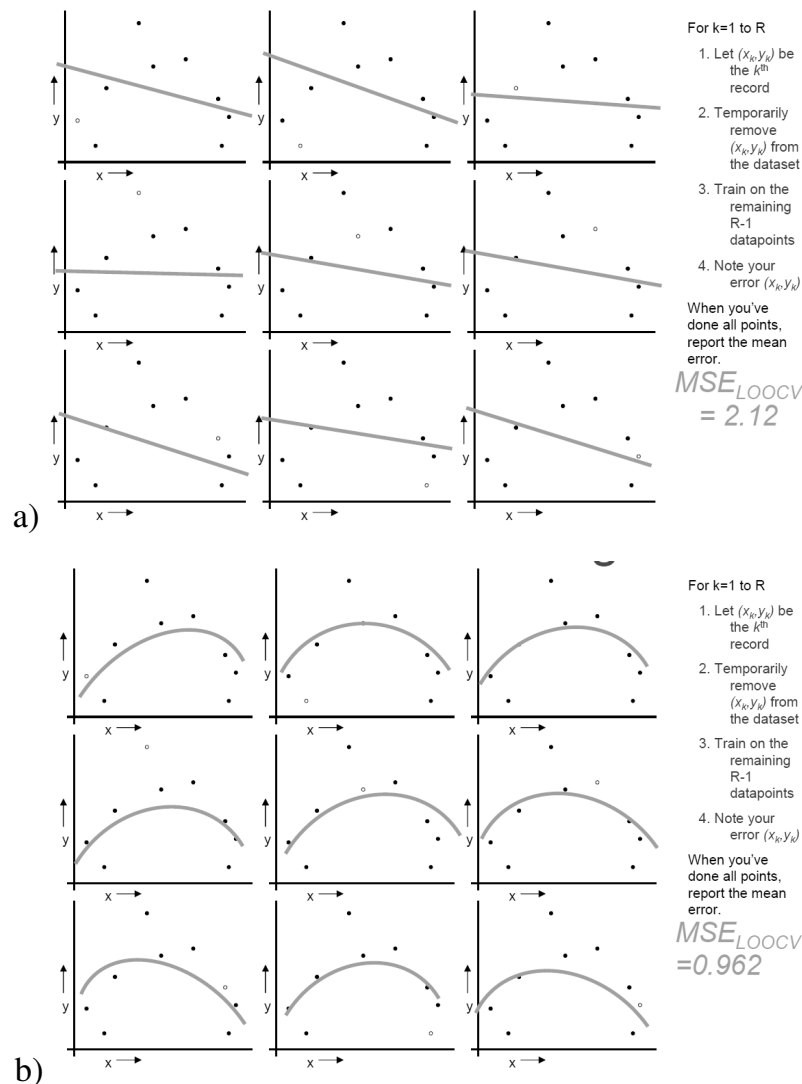 For k=1 to R
1. Let (xₖ,yₖ) be
the kᵗʰ
record
2. Temporarily
remove
(xₖ,yₖ) from
the dataset
3. Train on the
remaining
R-1
datapoints
4. Note your
error (xₖ,yₖ)
When you've
done all points,
report the mean
error.
MSE_LOOCV
= 2.12
y
x
y
x
y
x
y
x
y
x
y
x
y
x
y
x
y
x
a)
For k=1 to R
1. Let (xₖ,yₖ) be
the kᵗʰ
record
2. Temporarily
remove
(xₖ,yₖ) from
the dataset
3. Train on the
remaining
R-1
datapoints
4. Note your
error (xₖ,yₖ)
When you've
done all points,
report the mean
error.
MSE_LOOCV
=0.962
y
x
y
x
y
x
y
x
y
x
y
x
y
x
y
x
y
x
b)